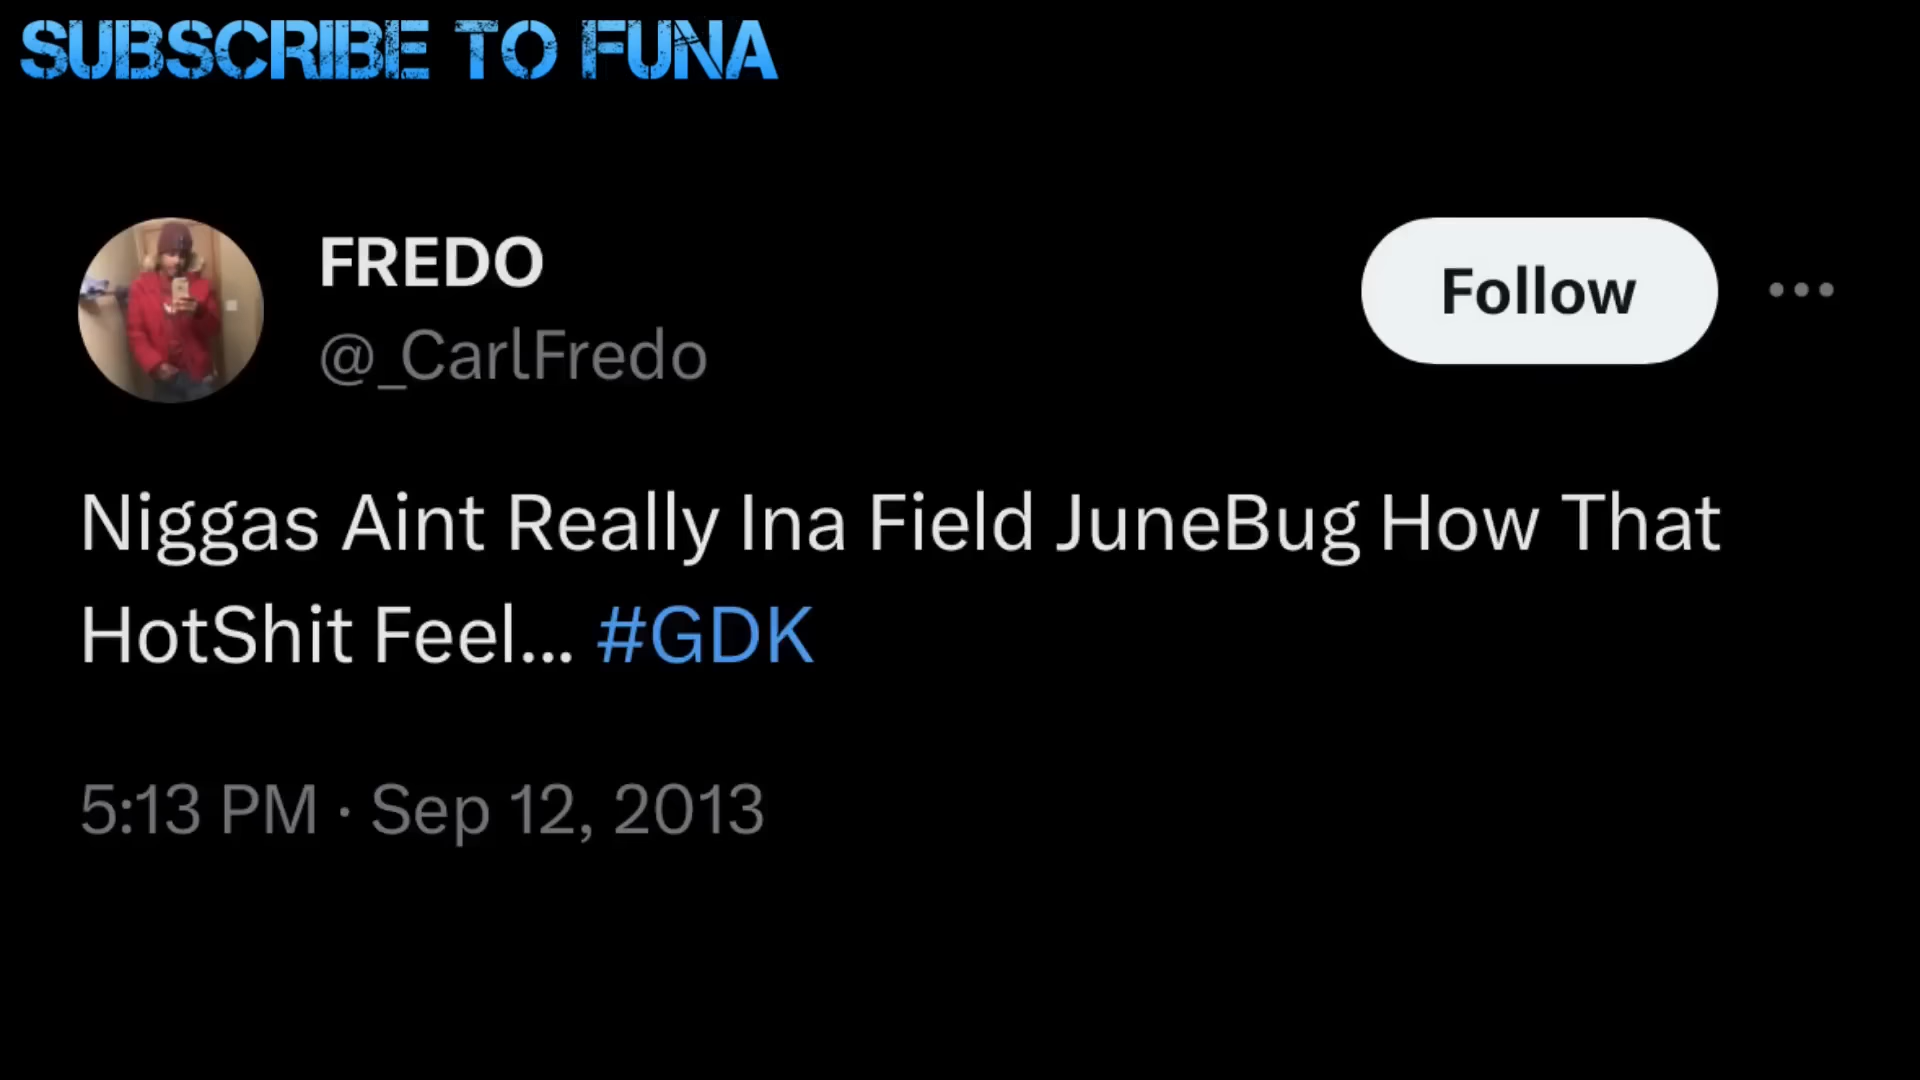 SUBSCRIBE TO FUNA
FREDO
@_CarlFredo
Follow
Niggas Aint Really Ina Field JuneBug How That
HotShit Feel... #GDK
5:13 PM · Sep 12, 2013